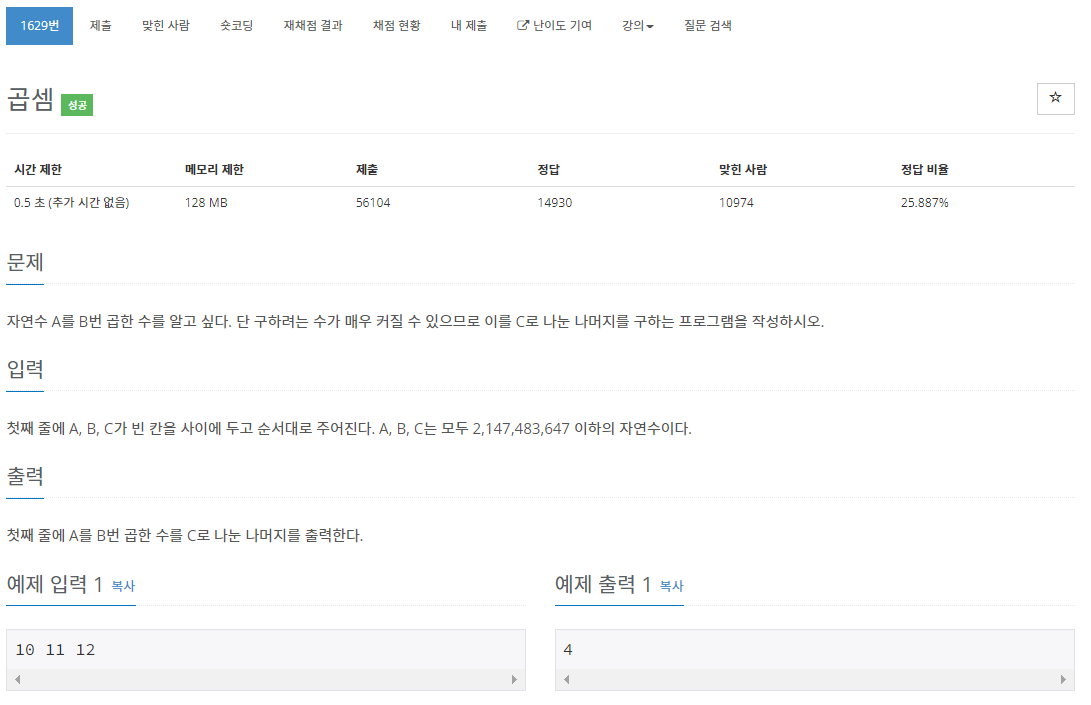 1629번 제출 맞힌 사람 숏코딩 재채점 결과 채점 현황 내 제출 난이도 기여 강의 질문 검색
곱셈 성공
시간 제한 메모리 제한 제출 정답 맞힌 사람 정답 비율
0.5 초 (추가 시간 없음) 128 MB 56104 14930 10974 25.887%
문제
자연수 A를 B번 곱한 수를 알고 싶다. 단 구하려는 수가 매우 커질 수 있으므로 이를 C로 나눈 나머지를 구하는 프로그램을 작성하시오.
입력
첫째 줄에 A, B, C가 빈 칸을 사이에 두고 순서대로 주어진다. A, B, C는 모두 2,147,483,647 이하의 자연수이다.
출력
첫째 줄에 A를 B번 곱한 수를 C로 나눈 나머지를 출력한다.
예제 입력 1 복사 예제 출력 1 복사
10 11 12 4